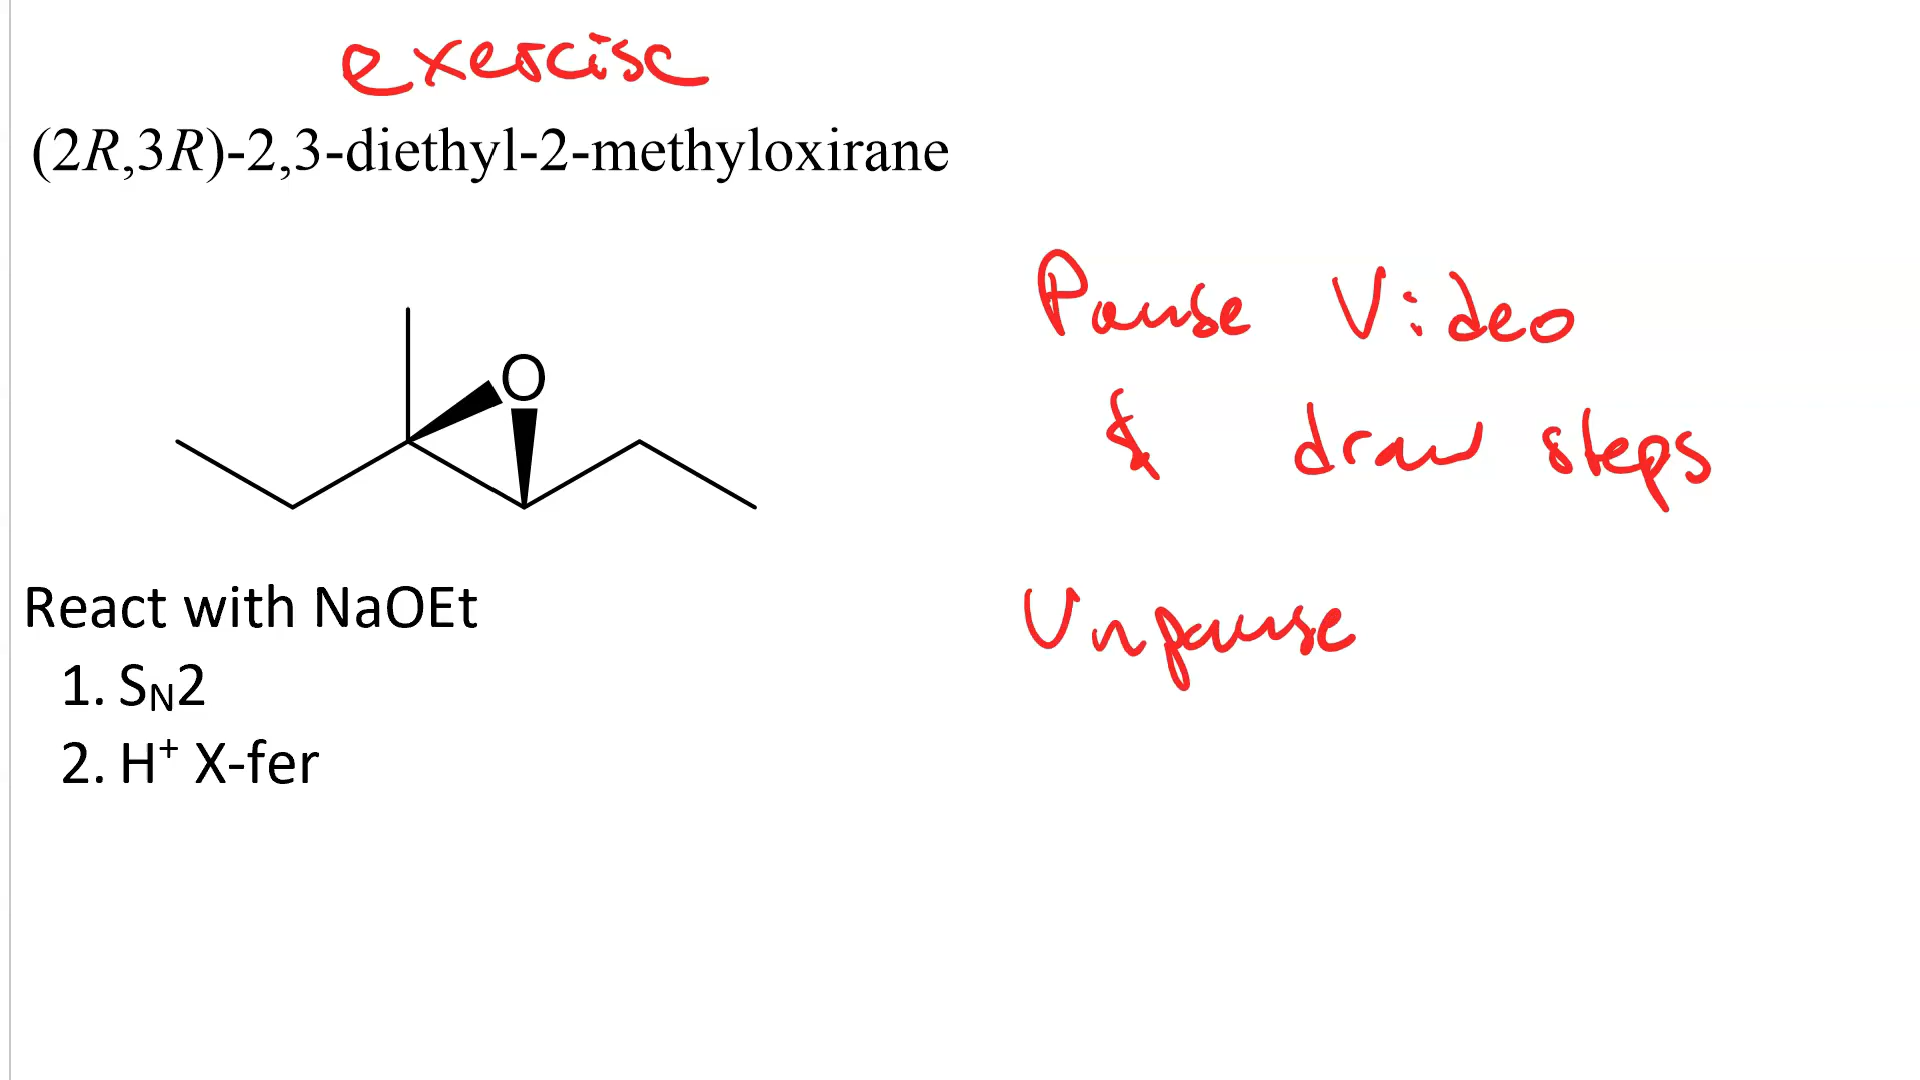 exercise
(2R,3R)-2,3-diethyl-2-methyloxirane
O
Pause Video
& draw steps
React with NaOEt
Unpause
1. SN2
2. H⁺ X-fer